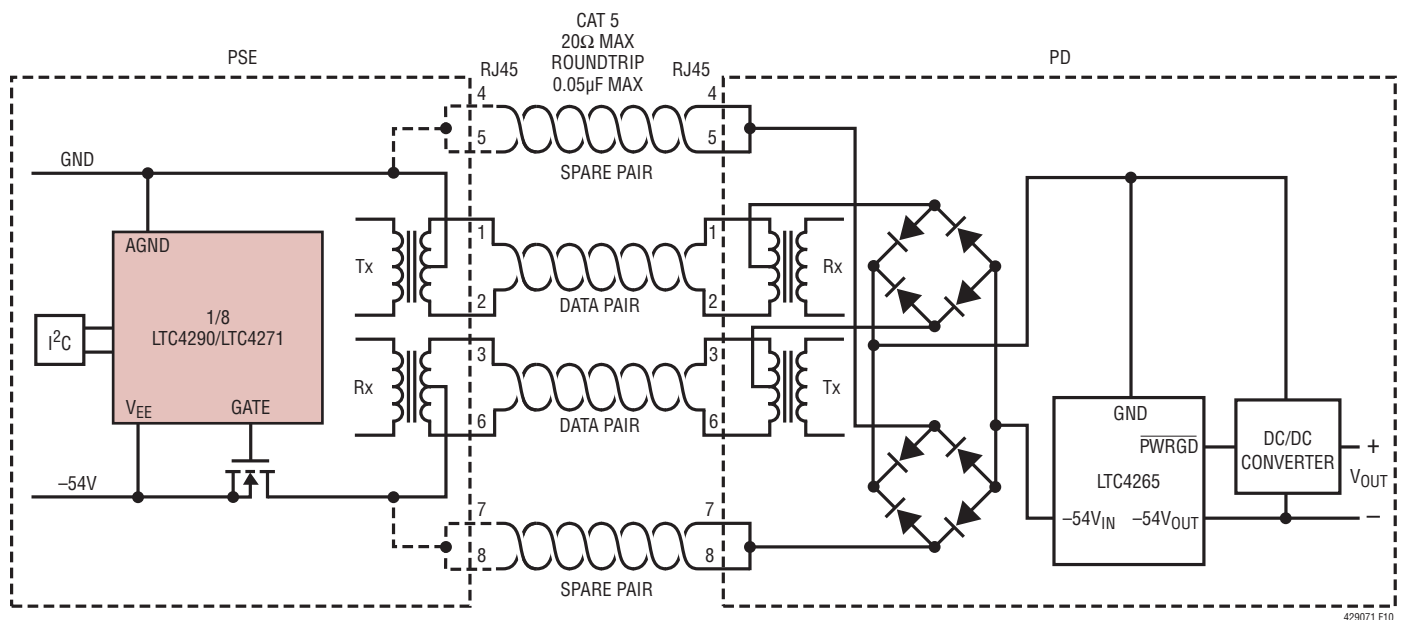 CAT 5
20Ω MAX
ROUNDTRIP
0.05µF MAX
PSE
RJ45
RJ45
PD
4
4
5
5
SPARE PAIR
GND
AGND
1
1
Tx
Rx
2
2
DATA PAIR
I²C
1/8
LTC4290/LTC4271
3
3
Rx
Tx
VEE
GATE
6
6
DATA PAIR
GND
PWRGD
DC/DC
CONVERTER
+
VOUT
–
LTC4265
–54VIN
–54VOUT
–54V
7
7
8
8
SPARE PAIR
429071 F10